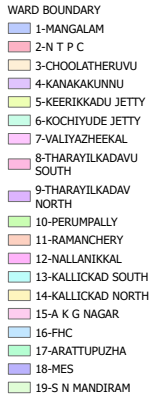 WARD BOUNDARY
1-MANGALAM
2-N T P C
3-CHOOLATHERUVU
4-KANAKAKUNNU
5-KEERIKKADU JETTY
6-KOCHIYUDE JETTY
7-VALIYAZHEEKAL
8-THARAYILKADAVU
SOUTH
9-THARAYILKADAV
NORTH
10-PERUMPALLY
11-RAMANCHERY
12-NALLANIKKAL
13-KALLICKAD SOUTH
14-KALLICKAD NORTH
15-A K G NAGAR
16-FHC
17-ARATTUPUZHA
18-MES
19-S N MANDIRAM